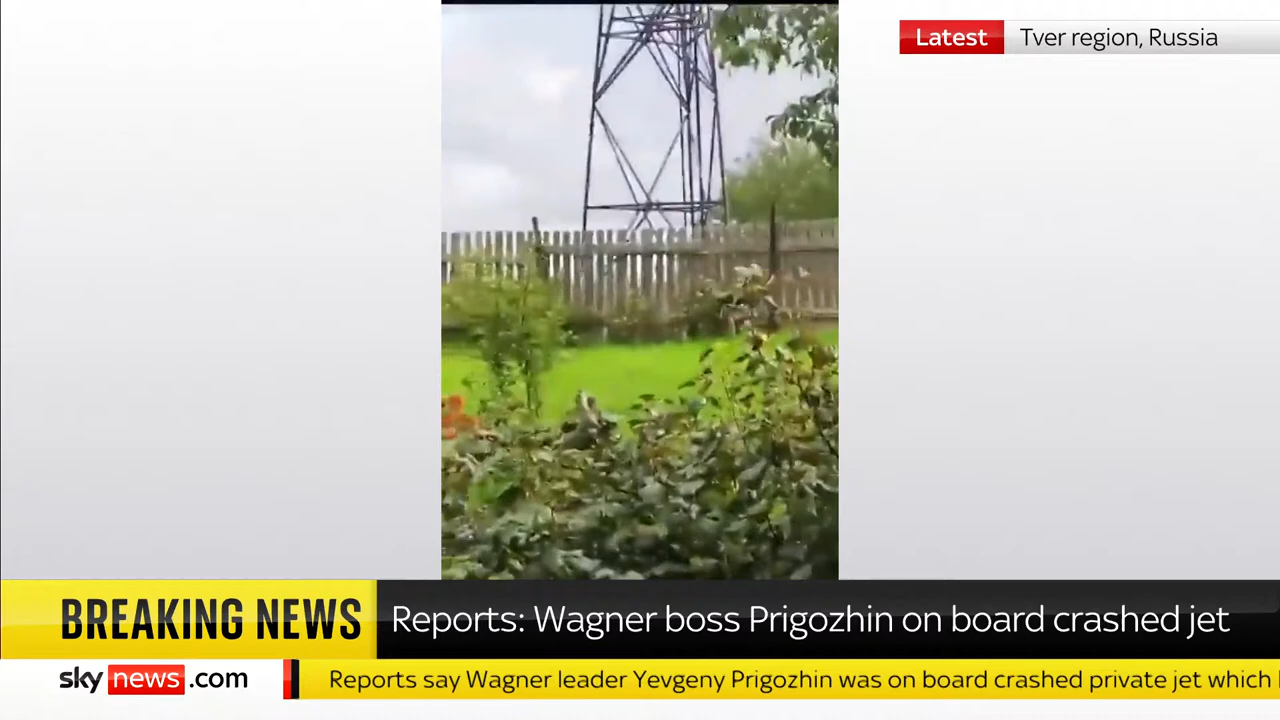 Latest Tver region, Russia
BREAKING NEWS Reports: Wagner boss Prigozhin on board crashed jet
sky news .com Reports say Wagner leader Yevgeny Prigozhin was on board crashed private jet which